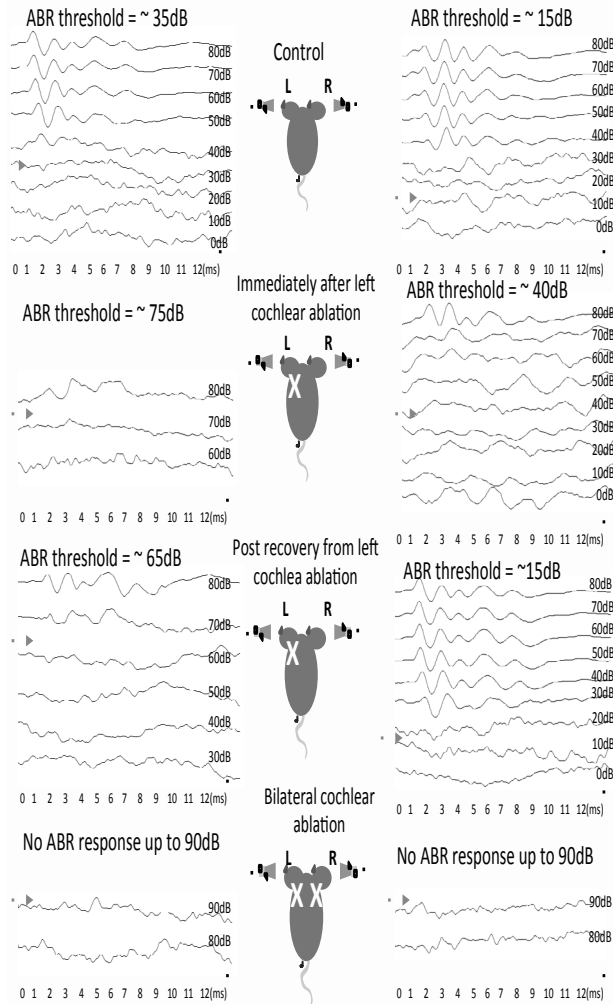 ABR threshold = ~ 35dB
80dB
70dB
60dB
50dB
40dB
30dB
20dB
10dB
0dB
0 1 2 3 4 5 6 7 8 9 10 11 12(ms)
Control
L R
ABR threshold = ~ 15dB
80dB
70dB
60dB
50dB
40dB
30dB
20dB
10dB
0dB
0 1 2 3 4 5 6 7 8 9 10 11 12(ms)
ABR threshold = ~ 75dB
80dB
70dB
60dB
0 1 2 3 4 5 6 7 8 9 10 11 12(ms)
Immediately after left
cochlear ablation
L R
X
ABR threshold = ~ 40dB
80dB
70dB
60dB
50dB
40dB
30dB
20dB
10dB
0dB
0 1 2 3 4 5 6 7 8 9 10 11 12(ms)
ABR threshold = ~ 65dB
80dB
70dB
60dB
50dB
40dB
30dB
0 1 2 3 4 5 6 7 8 9 10 11 12(ms)
Post recovery from left
cochlea ablation
L R
X
ABR threshold = ~15dB
80dB
70dB
60dB
50dB
40dB
30dB
20dB
10dB
0dB
0 1 2 3 4 5 6 7 8 9 10 11 12(ms)
No ABR response up to 90dB
90dB
80dB
0 1 2 3 4 5 6 7 8 9 10 11 12(ms)
Bilateral cochlear
ablation
L R
X X
No ABR response up to 90dB
90dB
80dB
0 1 2 3 4 5 6 7 8 9 10 11 12(ms)